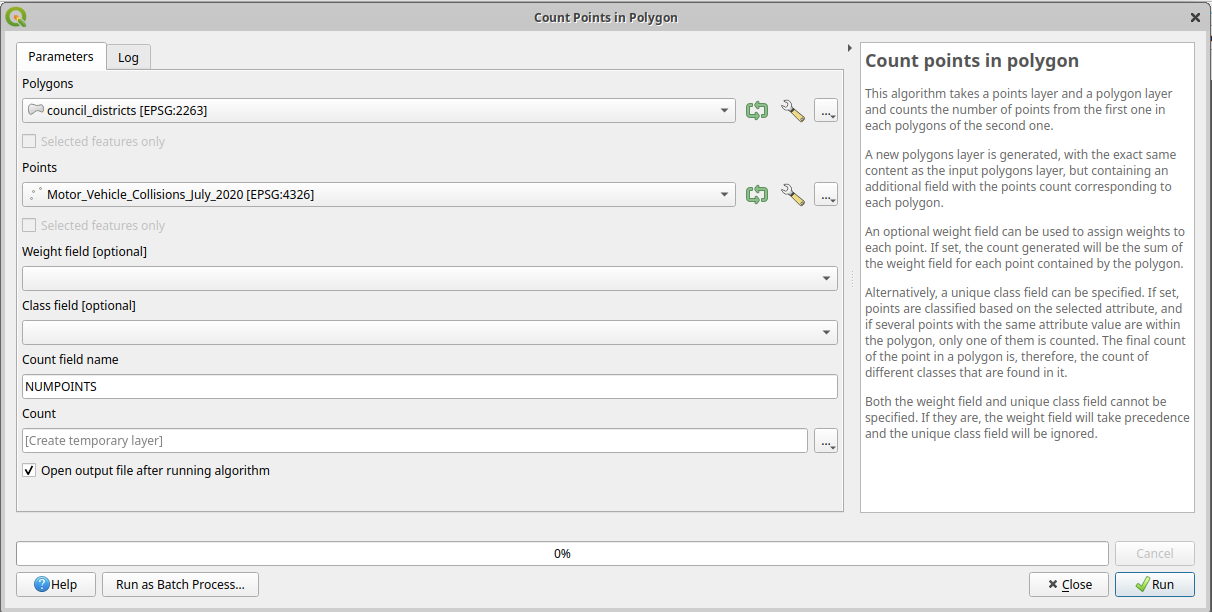 Count Points in Polygon
Parameters
Log
Polygons
council_districts [EPSG:2263]
...
Selected features only
Points
Motor_Vehicle_Collisions_July_2020 [EPSG:4326]
...
Selected features only
Weight field [optional]
Class field [optional]
Count field name
NUMPOINTS
Count
[Create temporary layer]
...
Open output file after running algorithm
Count points in polygon
This algorithm takes a points layer and a polygon layer
and counts the number of points from the first one in
each polygons of the second one.
A new polygons layer is generated, with the exact same
content as the input polygons layer, but containing an
additional field with the points count corresponding to
each polygon.
An optional weight field can be used to assign weights to
each point. If set, the count generated will be the sum of
the weight field for each point contained by the polygon.
Alternatively, a unique class field can be specified. If set,
points are classified based on the selected attribute, and
if several points with the same attribute value are within
the polygon, only one of them is counted. The final count
of the point in a polygon is, therefore, the count of
different classes that are found in it.
Both the weight field and unique class field cannot be
specified. If they are, the weight field will take precedence
and the unique class field will be ignored.
0%
Cancel
Help
Run as Batch Process...
Close
Run